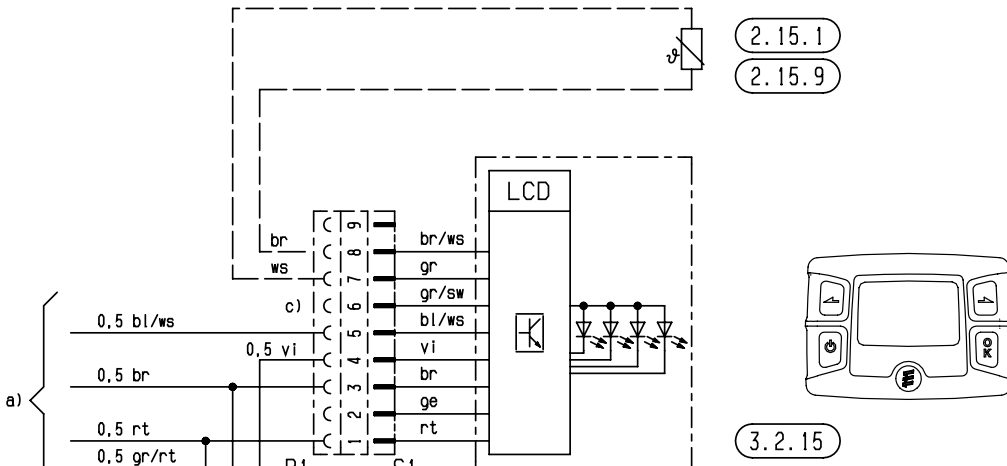 2.15.1
ϑ
2.15.9
LCD
9
br 8 br/ws
ws 7 gr
c) 6 gr/sw
0,5 bl/ws 5 bl/ws
0,5 vi 4 vi
0,5 br 3 br
a) 2 ge
0,5 rt 1 rt
0,5 gr/rt
OK
3.2.15